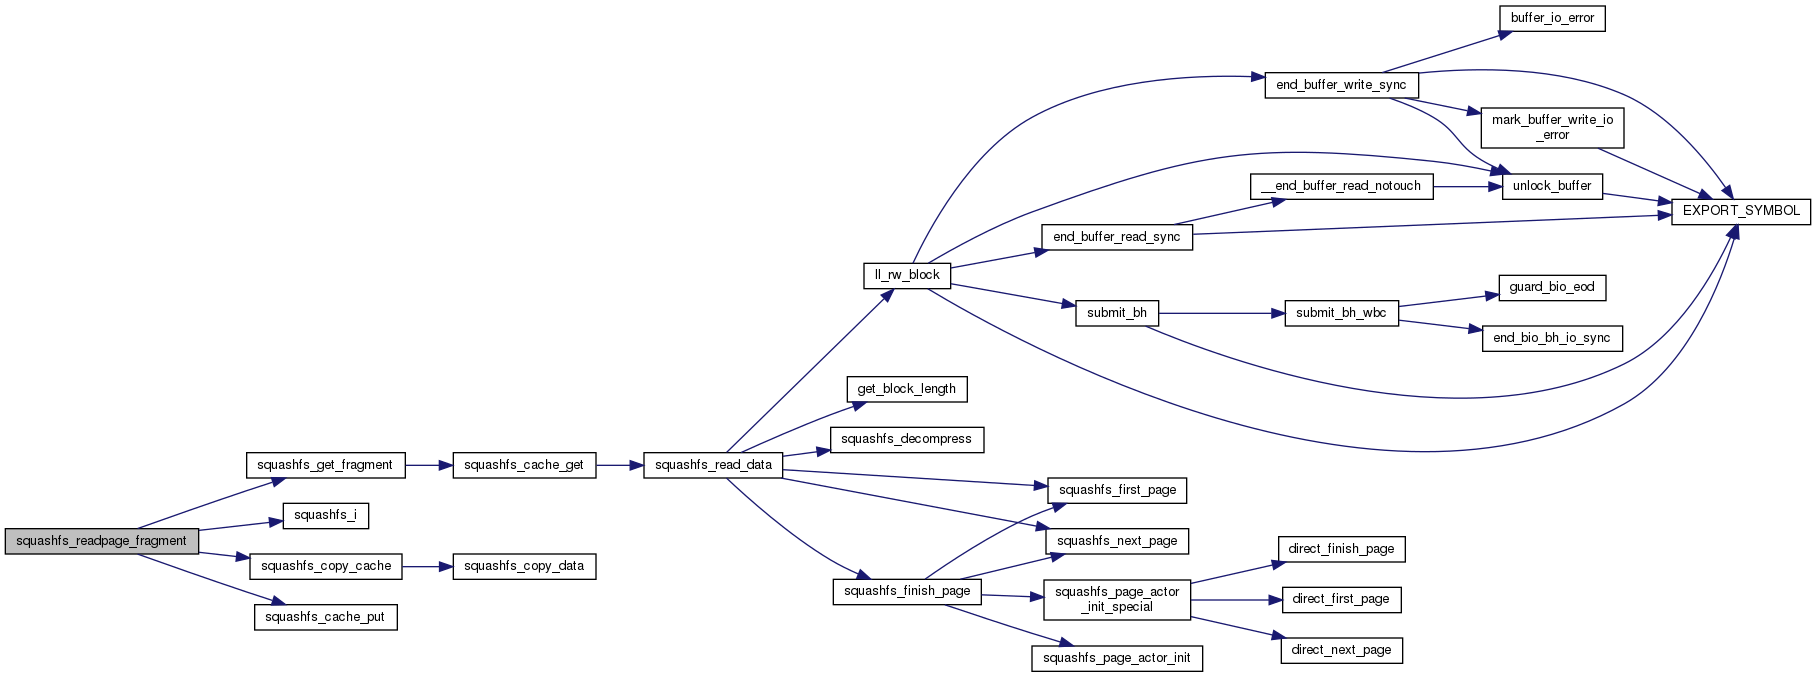 buffer_io_error
end_buffer_write_sync
mark_buffer_write_io
_error
__end_buffer_read_notouch
unlock_buffer
EXPORT_SYMBOL
end_buffer_read_sync
ll_rw_block
guard_bio_eod
submit_bh
submit_bh_wbc
end_bio_bh_io_sync
get_block_length
squashfs_decompress
squashfs_get_fragment
squashfs_cache_get
squashfs_read_data
squashfs_first_page
squashfs_i
squashfs_readpage_fragment
squashfs_next_page
direct_finish_page
squashfs_copy_cache
squashfs_copy_data
squashfs_finish_page
squashfs_page_actor
_init_special
direct_first_page
squashfs_cache_put
direct_next_page
squashfs_page_actor_init